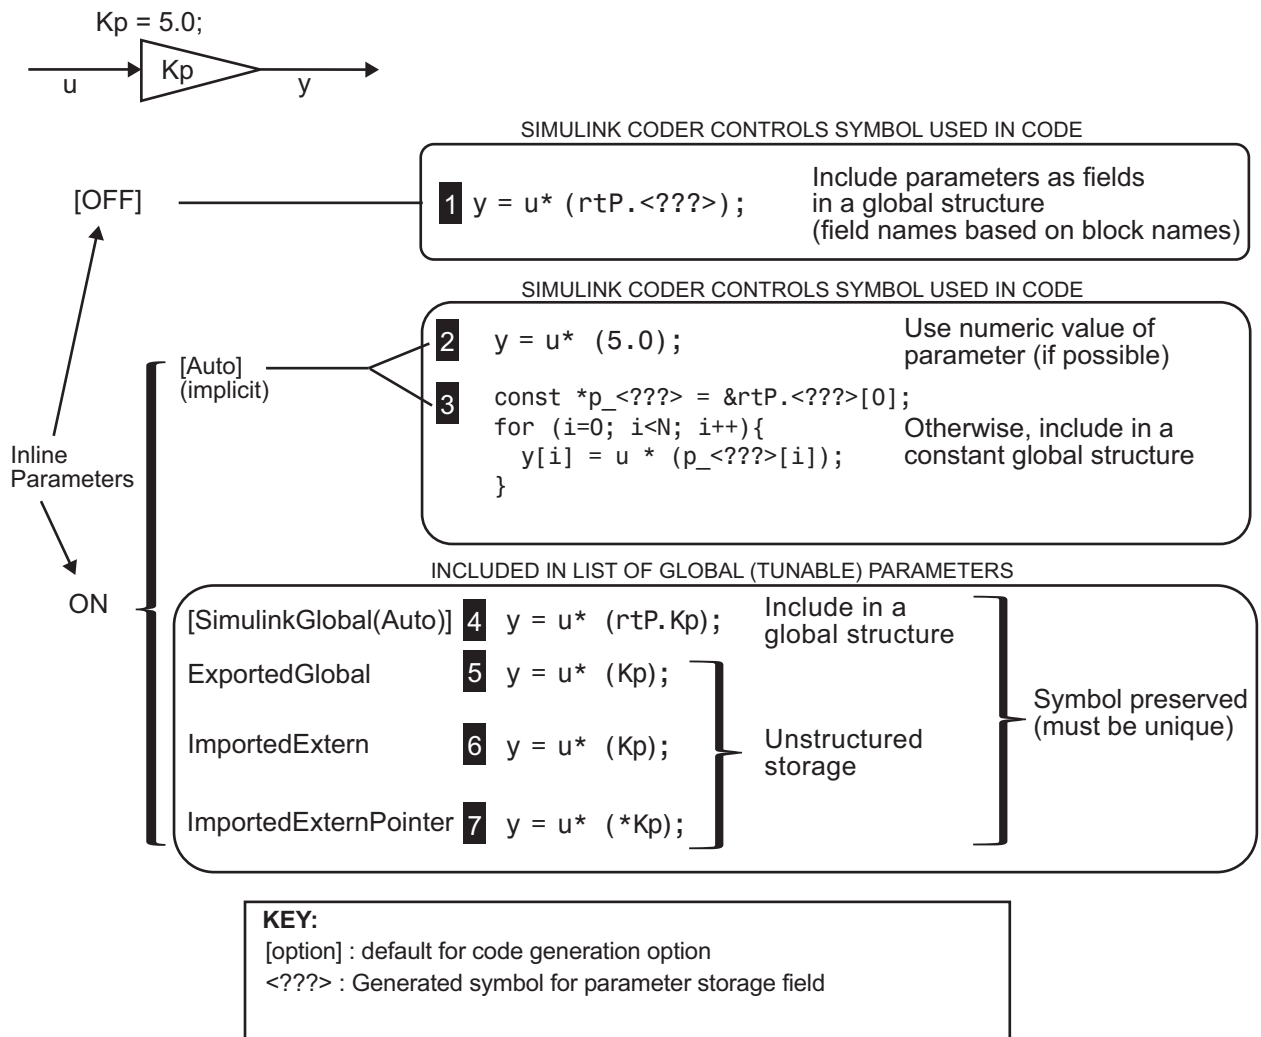 Kp = 5.0;
Kp
u
y
SIMULINK CODER CONTROLS SYMBOL USED IN CODE
[OFF]
1 y = u* (rtP.<???>);
Include parameters as fields
in a global structure
(field names based on block names)
SIMULINK CODER CONTROLS SYMBOL USED IN CODE
[Auto]
(implicit)
2 y = u* (5.0);
Use numeric value of
parameter (if possible)
3 const *p_<???> = &rtP.<???>[0];
for (i=0; i<N; i++){
y[i] = u * (p_<???>[i]);
}
Otherwise, include in a
constant global structure
Inline
Parameters
ON
INCLUDED IN LIST OF GLOBAL (TUNABLE) PARAMETERS
[SimulinkGlobal(Auto)] 4 y = u* (rtP.Kp);
Include in a
global structure
ExportedGlobal 5 y = u* (Kp);
ImportedExtern 6 y = u* (Kp);
ImportedExternPointer 7 y = u* (*Kp);
Unstructured
storage
Symbol preserved
(must be unique)
KEY:
[option] : default for code generation option
<???> : Generated symbol for parameter storage field